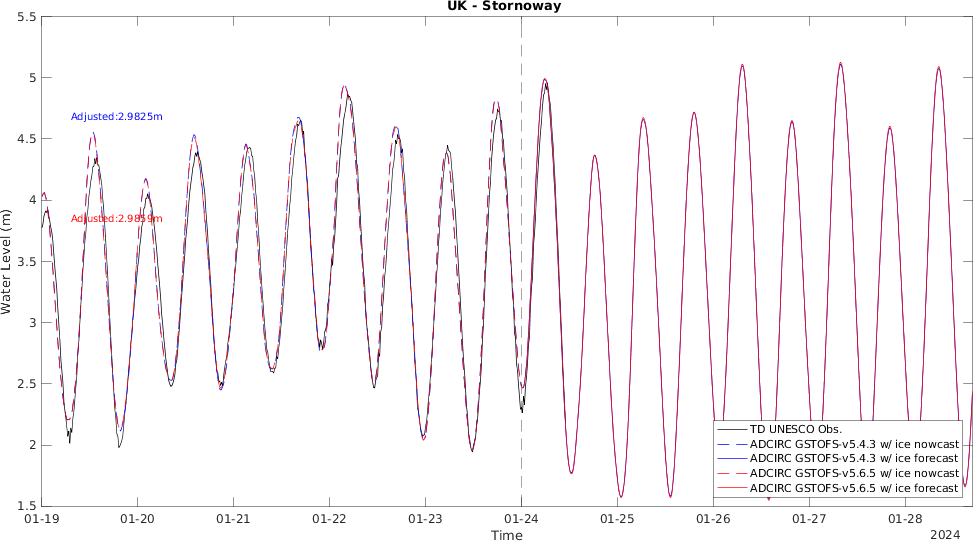 UK - Stornoway
5.5
5
4.5
4
3.5
3
2.5
2
1.5
Water Level (m)
Adjusted:2.9825m
Adjusted:2.9859m
TD UNESCO Obs.
ADCIRC GSTOFS-v5.4.3 w/ ice nowcast
ADCIRC GSTOFS-v5.4.3 w/ ice forecast
ADCIRC GSTOFS-v5.6.5 w/ ice nowcast
ADCIRC GSTOFS-v5.6.5 w/ ice forecast
01-19 01-20 01-21 01-22 01-23 01-24 01-25 01-26 01-27 01-28
Time
2024